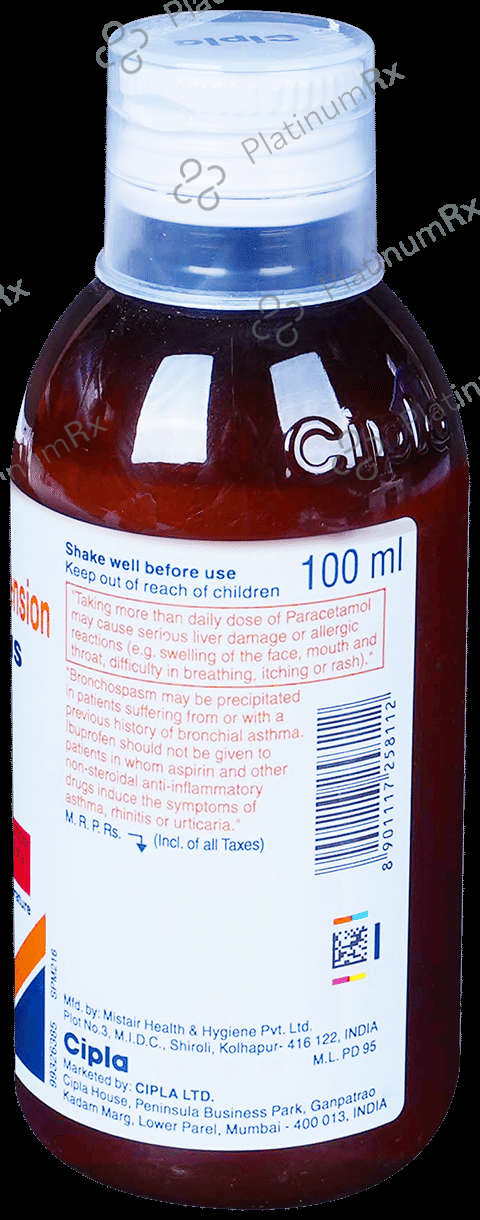 Cipla
Cipla
Shake well before use
Keep out of reach of children
100 ml
"Taking more than daily dose of Paracetamol
may cause serious liver damage or allergic
reactions (e.g. swelling of the face, mouth and
throat, difficulty in breathing, itching or rash)."
"Bronchospasm may be precipitated
in patients suffering from or with a
previous history of bronchial asthma.
Ibuprofen should not be given to
patients in whom aspirin and other
non-steroidal anti-inflammatory
drugs induce the symptoms of
asthma, rhinitis or urticaria."
M. R. P. Rs. (Incl. of all Taxes)
8 901117 258112
Mfd. by: Mistair Health & Hygiene Pvt. Ltd.
Plot No.3, M.I.D.C., Shiroli, Kolhapur- 416 122, INDIA
M.L. PD 95
Cipla
Marketed by: CIPLA LTD.
Cipla House, Peninsula Business Park, Ganpatrao
Kadam Marg, Lower Parel, Mumbai - 400 013, INDIA
99326385 SPM216
PlatinumRx
PlatinumRx
PlatinumRx